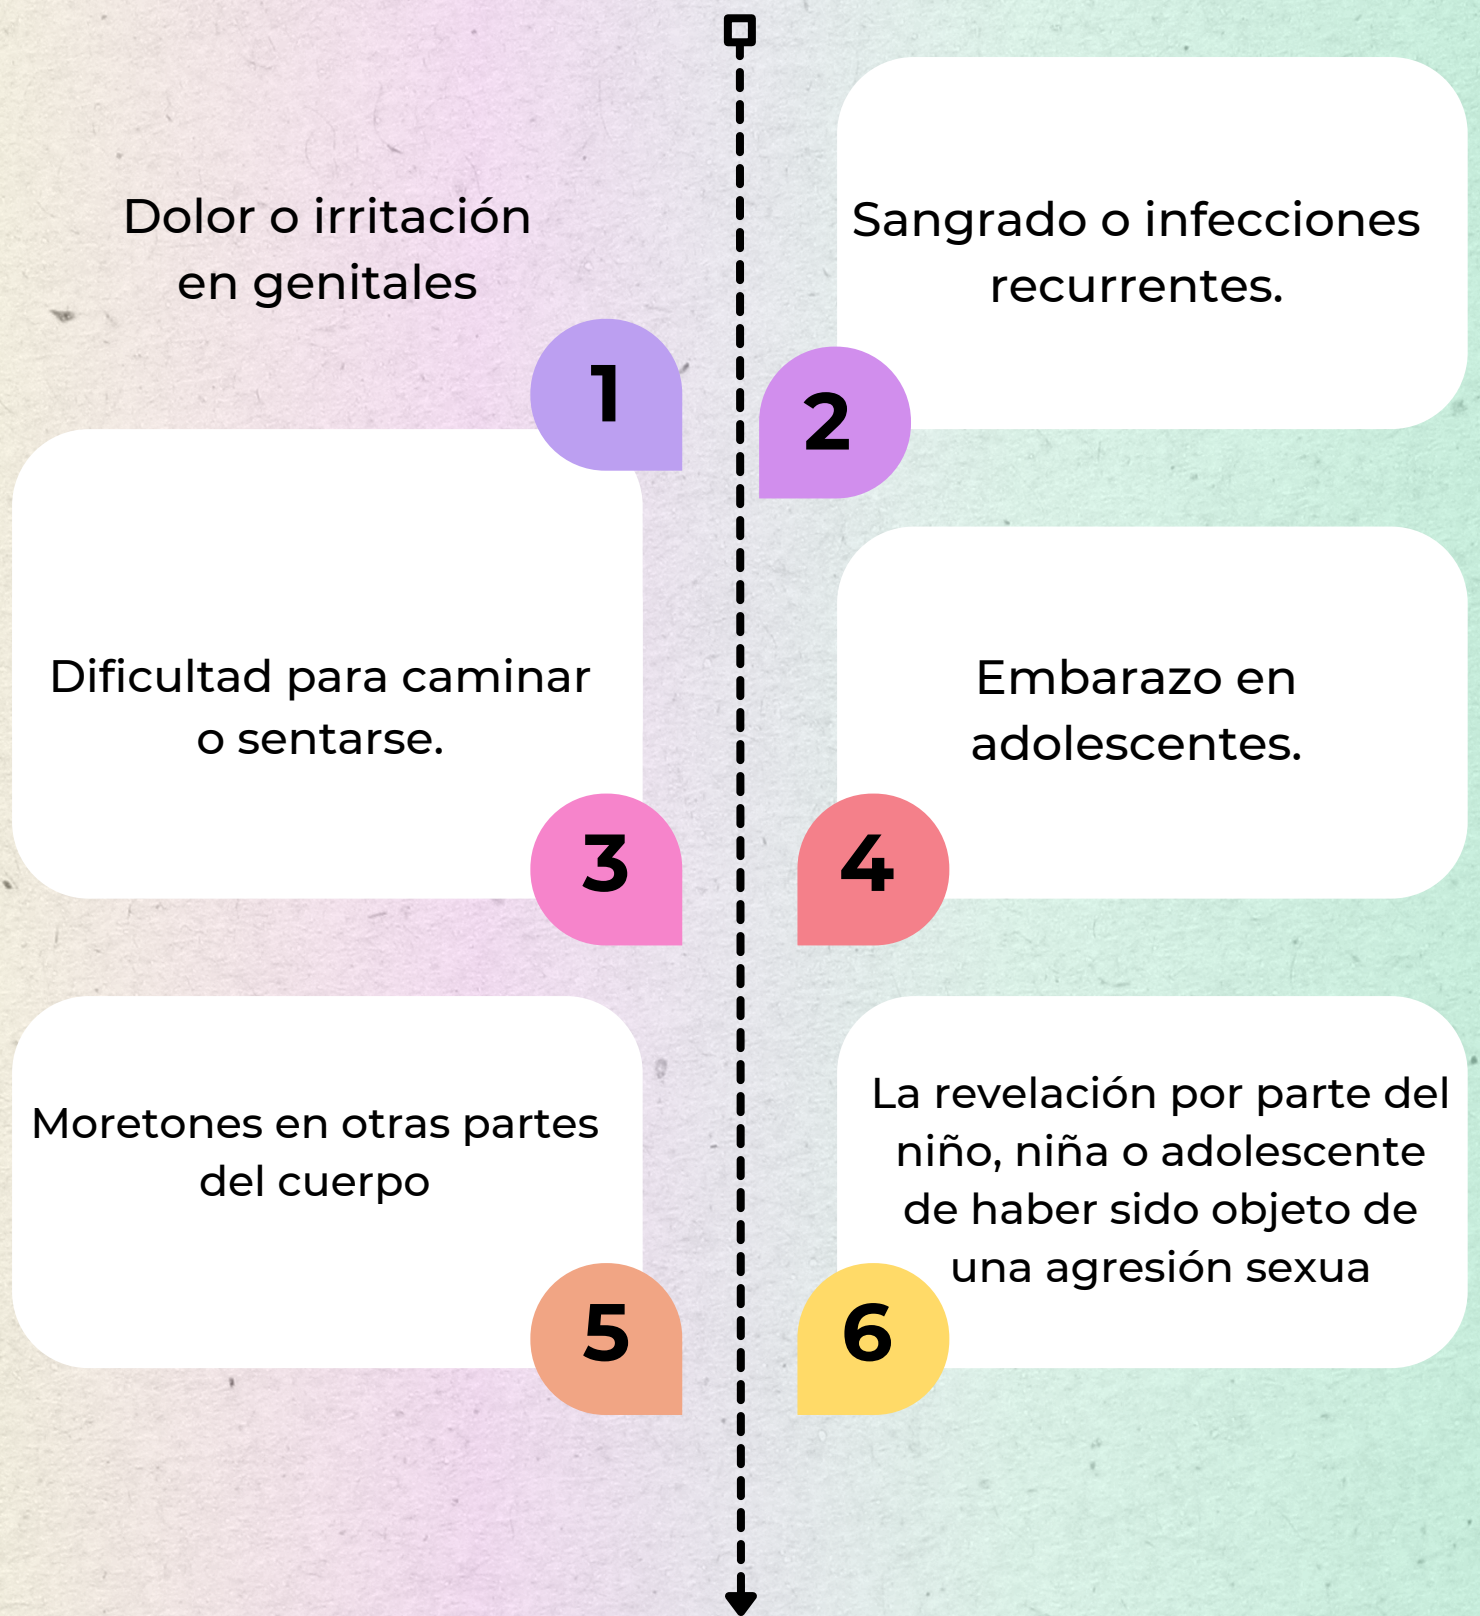 Dolor o irritación
en genitales
1
Sangrado o infecciones
recurrentes.
2
Dificultad para caminar
o sentarse.
3
Embarazo en
adolescentes.
4
Moretones en otras partes
del cuerpo
5
La revelación por parte del
niño, niña o adolescente
de haber sido objeto de
una agresión sexua
6